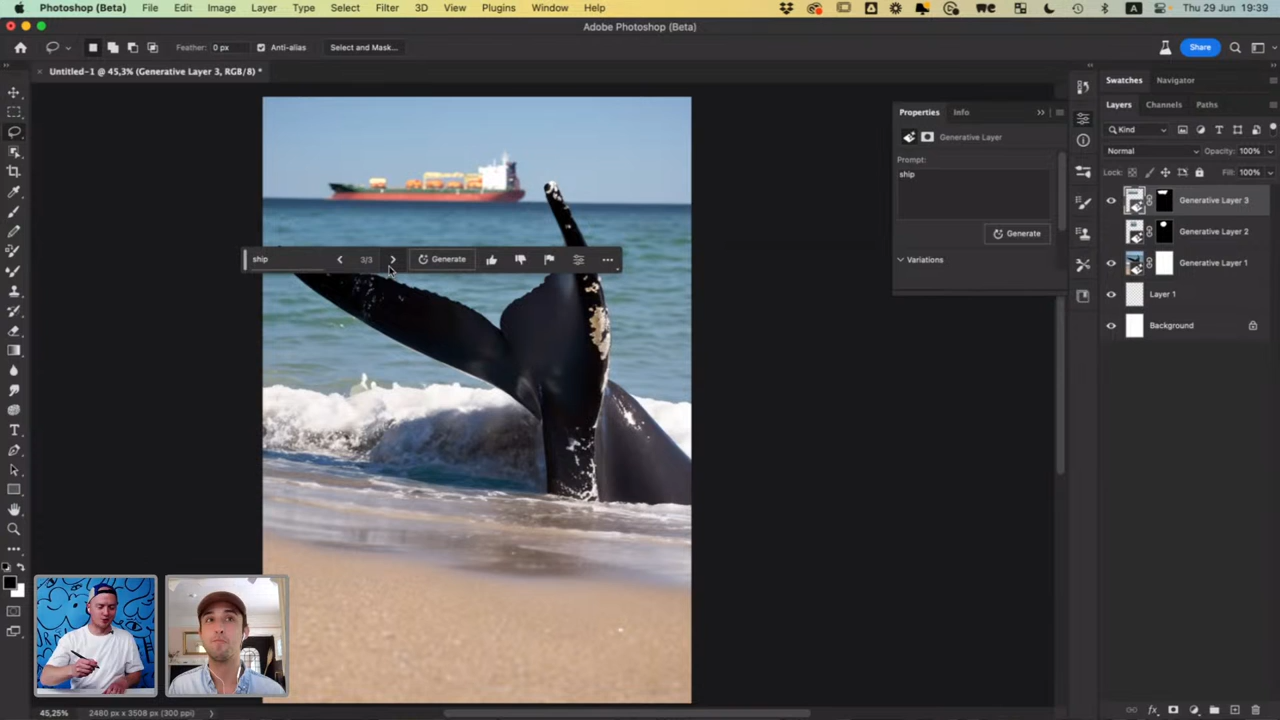 Photoshop (Beta) File Edit Image Layer Type Select Filter 3D View Plugins Window Help A Thu 29 Jun 19:39
Adobe Photoshop (Beta)
Feather: 0 px Anti-alias Select and Mask... Share
Untitled-1 @ 45,3% (Generative Layer 3, RGB/8) *
Swatches Navigator
Properties Info
Layers Channels Paths
Kind
Generative Layer
Normal Opacity: 100%
Prompt:
Lock: Fill: 100%
ship
Generative Layer 3
Generate
Generative Layer 2
ship 3/3 Generate
Variations
Generative Layer 1
Layer 1
Background
45,25% 2480 px x 3508 px (300 ppi)